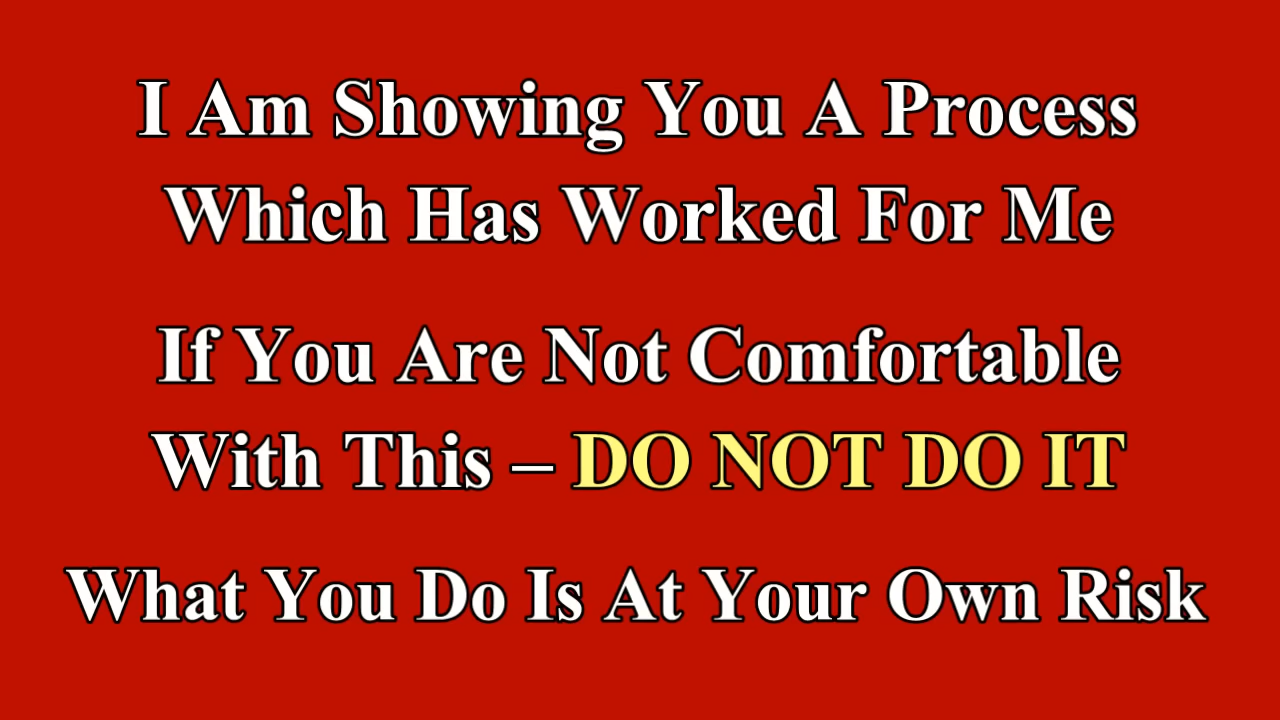 I Am Showing You A Process
Which Has Worked For Me
If You Are Not Comfortable
With This – DO NOT DO IT
What You Do Is At Your Own Risk